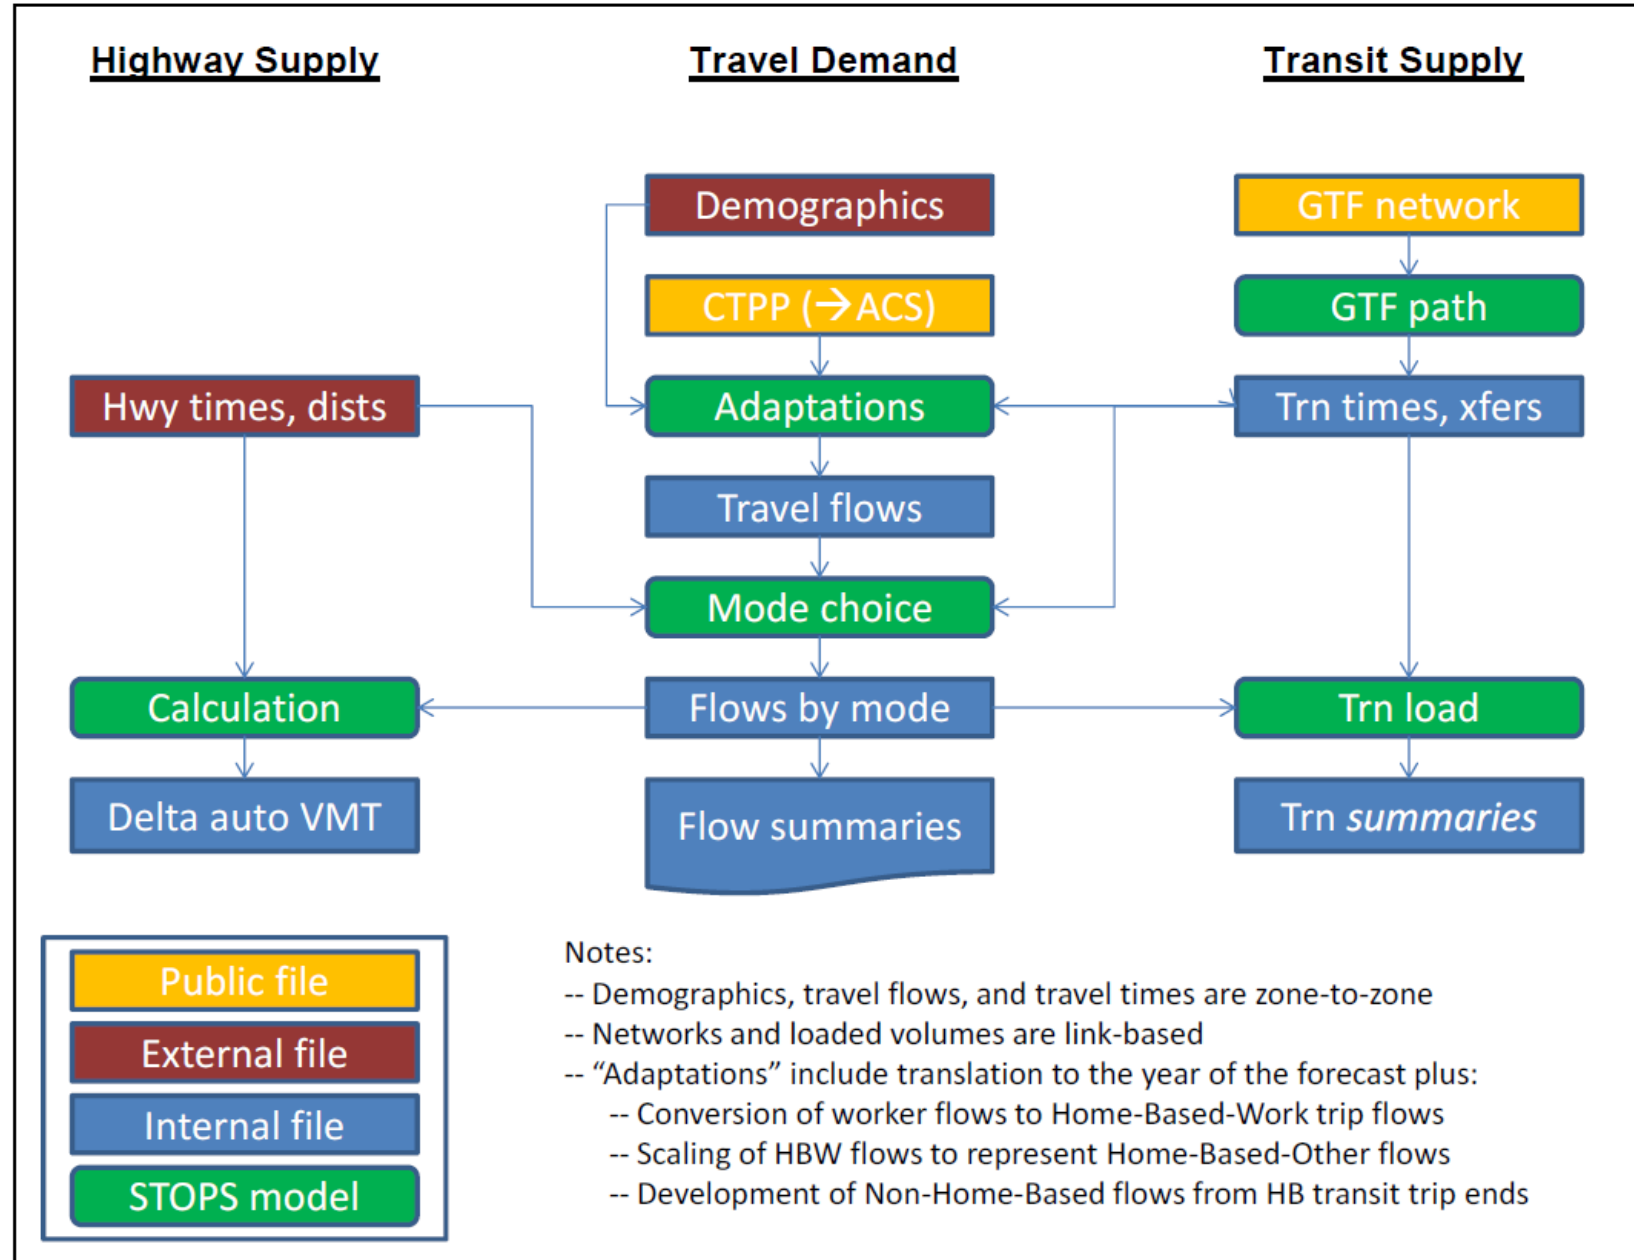 Highway Supply
Travel Demand
Transit Supply
Demographics
GTF network
CTPP (→ACS)
GTF path
Hwy times, dists
Adaptations
Trn times, xfers
Travel flows
Mode choice
Calculation
Flows by mode
Trn load
Delta auto VMT
Flow summaries
Trn summaries
Public file
External file
Internal file
STOPS model
Notes:
-- Demographics, travel flows, and travel times are zone-to-zone
-- Networks and loaded volumes are link-based
-- “Adaptations” include translation to the year of the forecast plus:
-- Conversion of worker flows to Home-Based-Work trip flows
-- Scaling of HBW flows to represent Home-Based-Other flows
-- Development of Non-Home-Based flows from HB transit trip ends